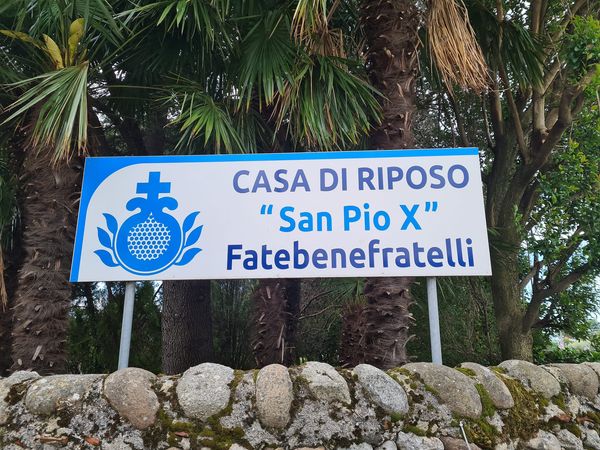 CASA DI RIPOSO
“San Pio X”
Fatebenefratelli